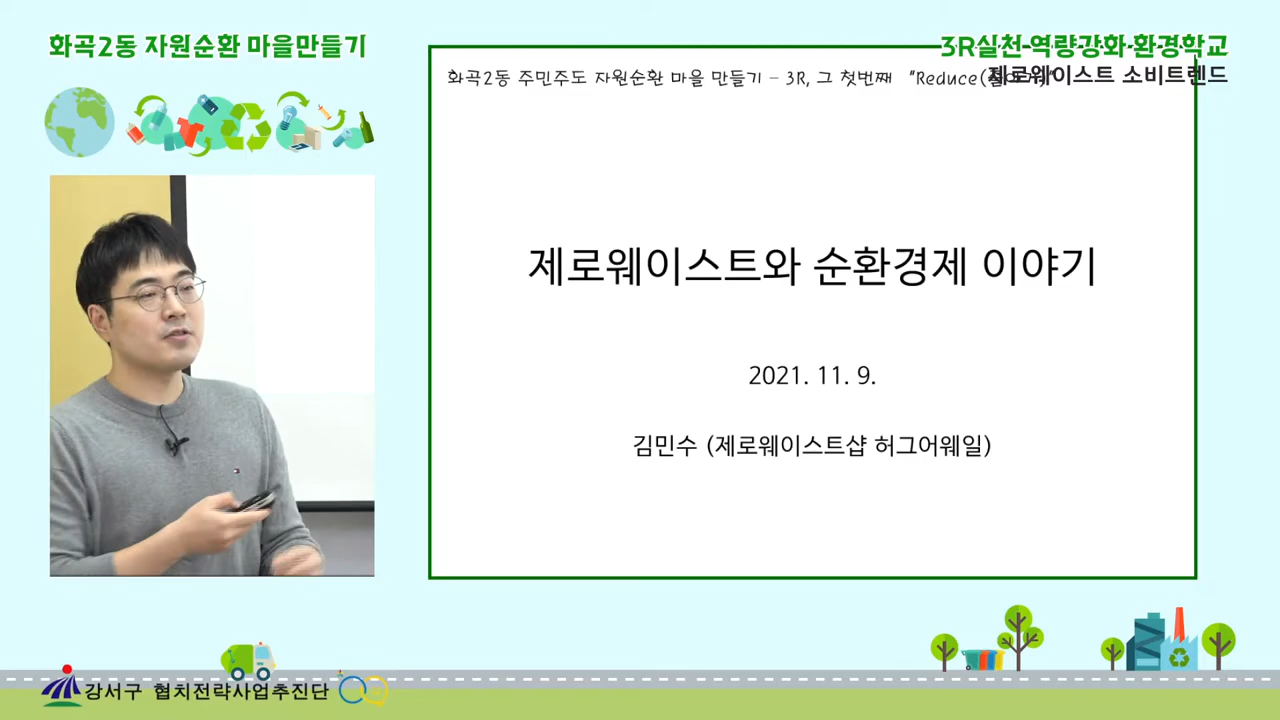 화곡2동 자원순환 마을만들기
3R실천 역량강화 환경학교
제로웨이스트 소비트렌드
화곡2동 주민주도 자원순환 마을 만들기 - 3R, 그 첫번째 "Reduce(
제로웨이스트와 순환경제 이야기
2021. 11. 9.
김민수 (제로웨이스트샵 허그어웨일)
강서구 협치전략사업추진단